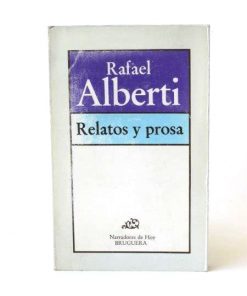 Rafael
Alberti
Relatos y prosa
Narradores de Hoy
BRUGUERA